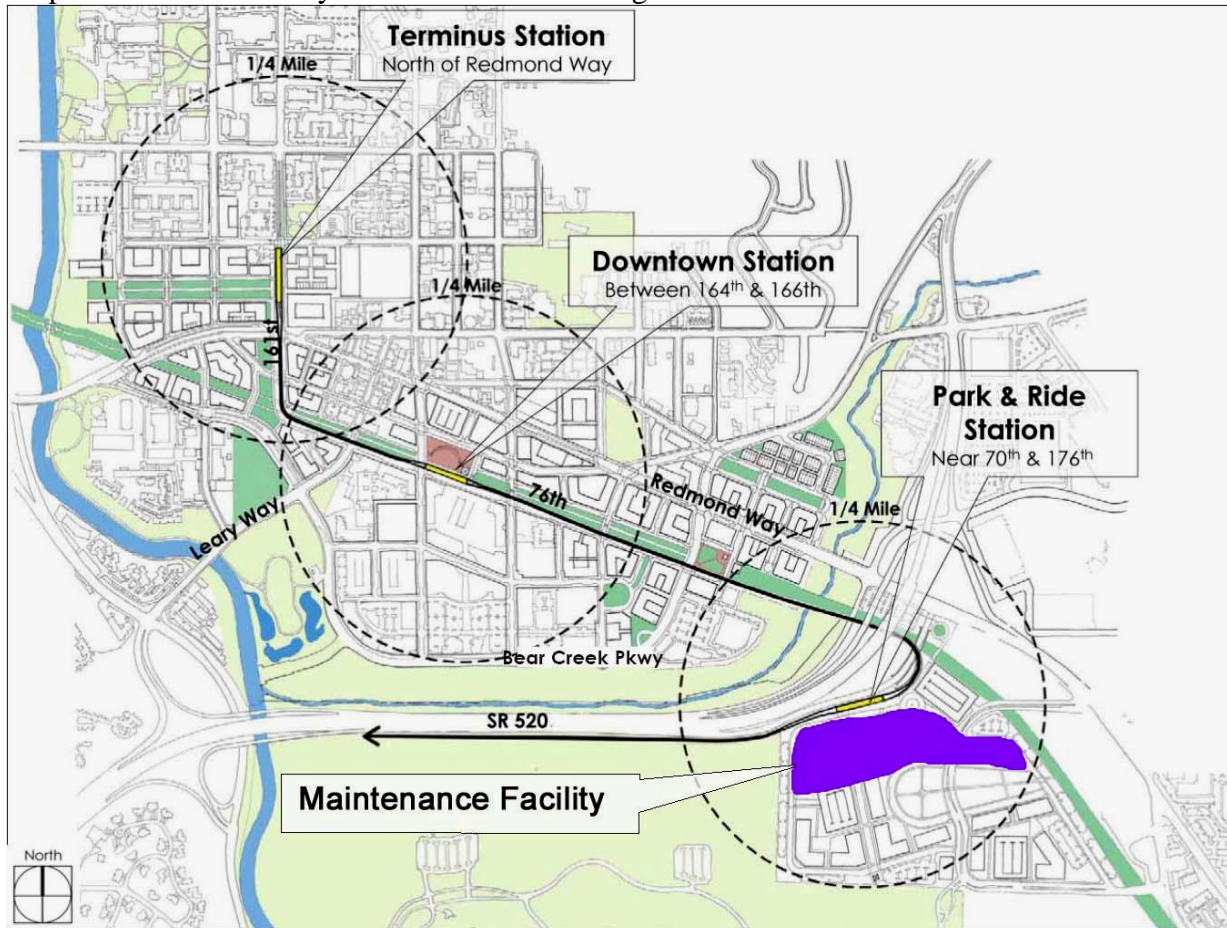 Terminus Station
North of Redmond Way
1/4 Mile
Downtown Station
Between 164th & 166th
1/4 Mile
161st
Park & Ride
Station
Near 70th & 176th
76th
Redmond Way
1/4 Mile
Leary Way
Bear Creek Pkwy
SR 520
Maintenance Facility
North